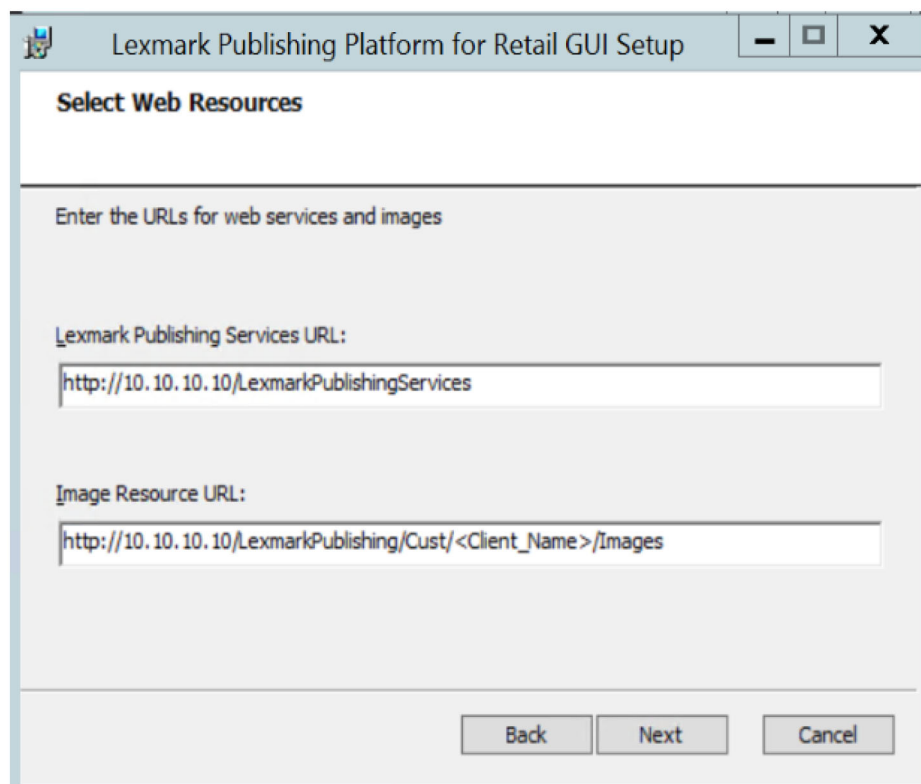 Lexmark Publishing Platform for Retail GUI Setup
Select Web Resources
Enter the URLs for web services and images
Lexmark Publishing Services URL:
http://10.10.10.10/LexmarkPublishingServices
Image Resource URL:
http://10.10.10.10/LexmarkPublishing/Cust/<Client_Name>/Images
Back Next Cancel